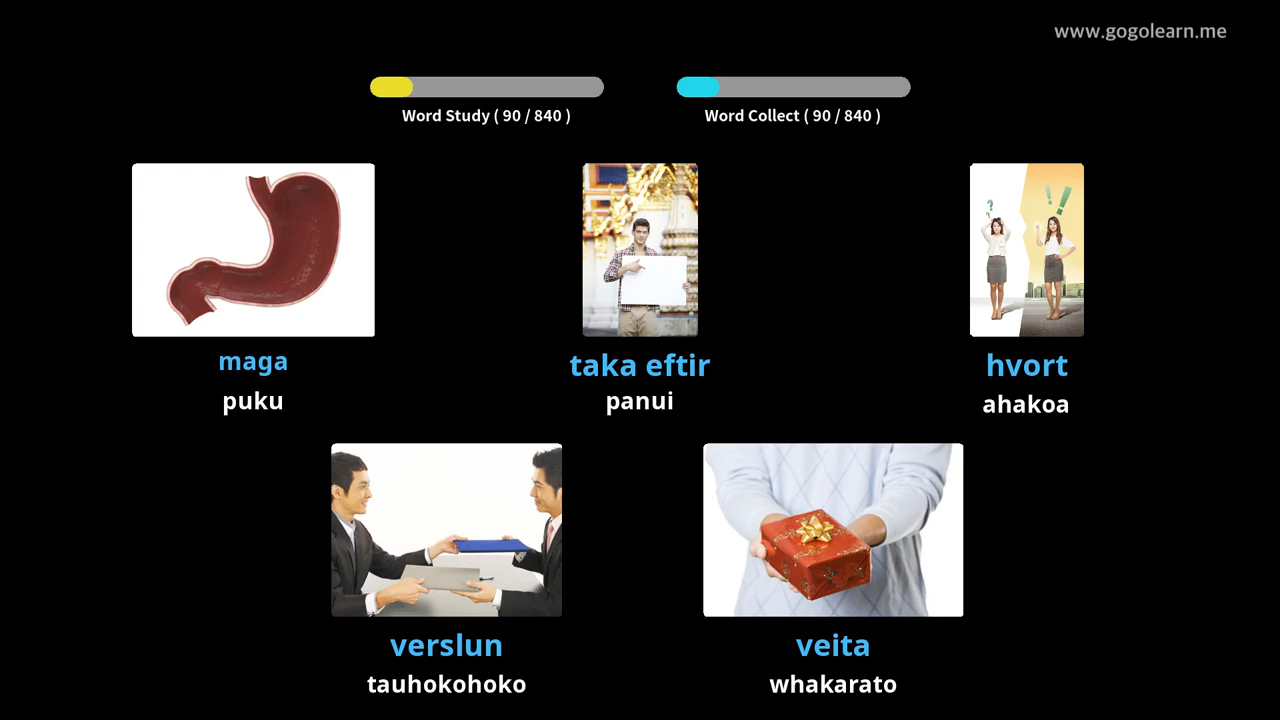 www.gogolearn.me
Word Study ( 90 / 840 )
Word Collect ( 90 / 840 )
maga
puku
taka eftir
panui
hvort
ahakoa
verslun
tauhokohoko
veita
whakarato